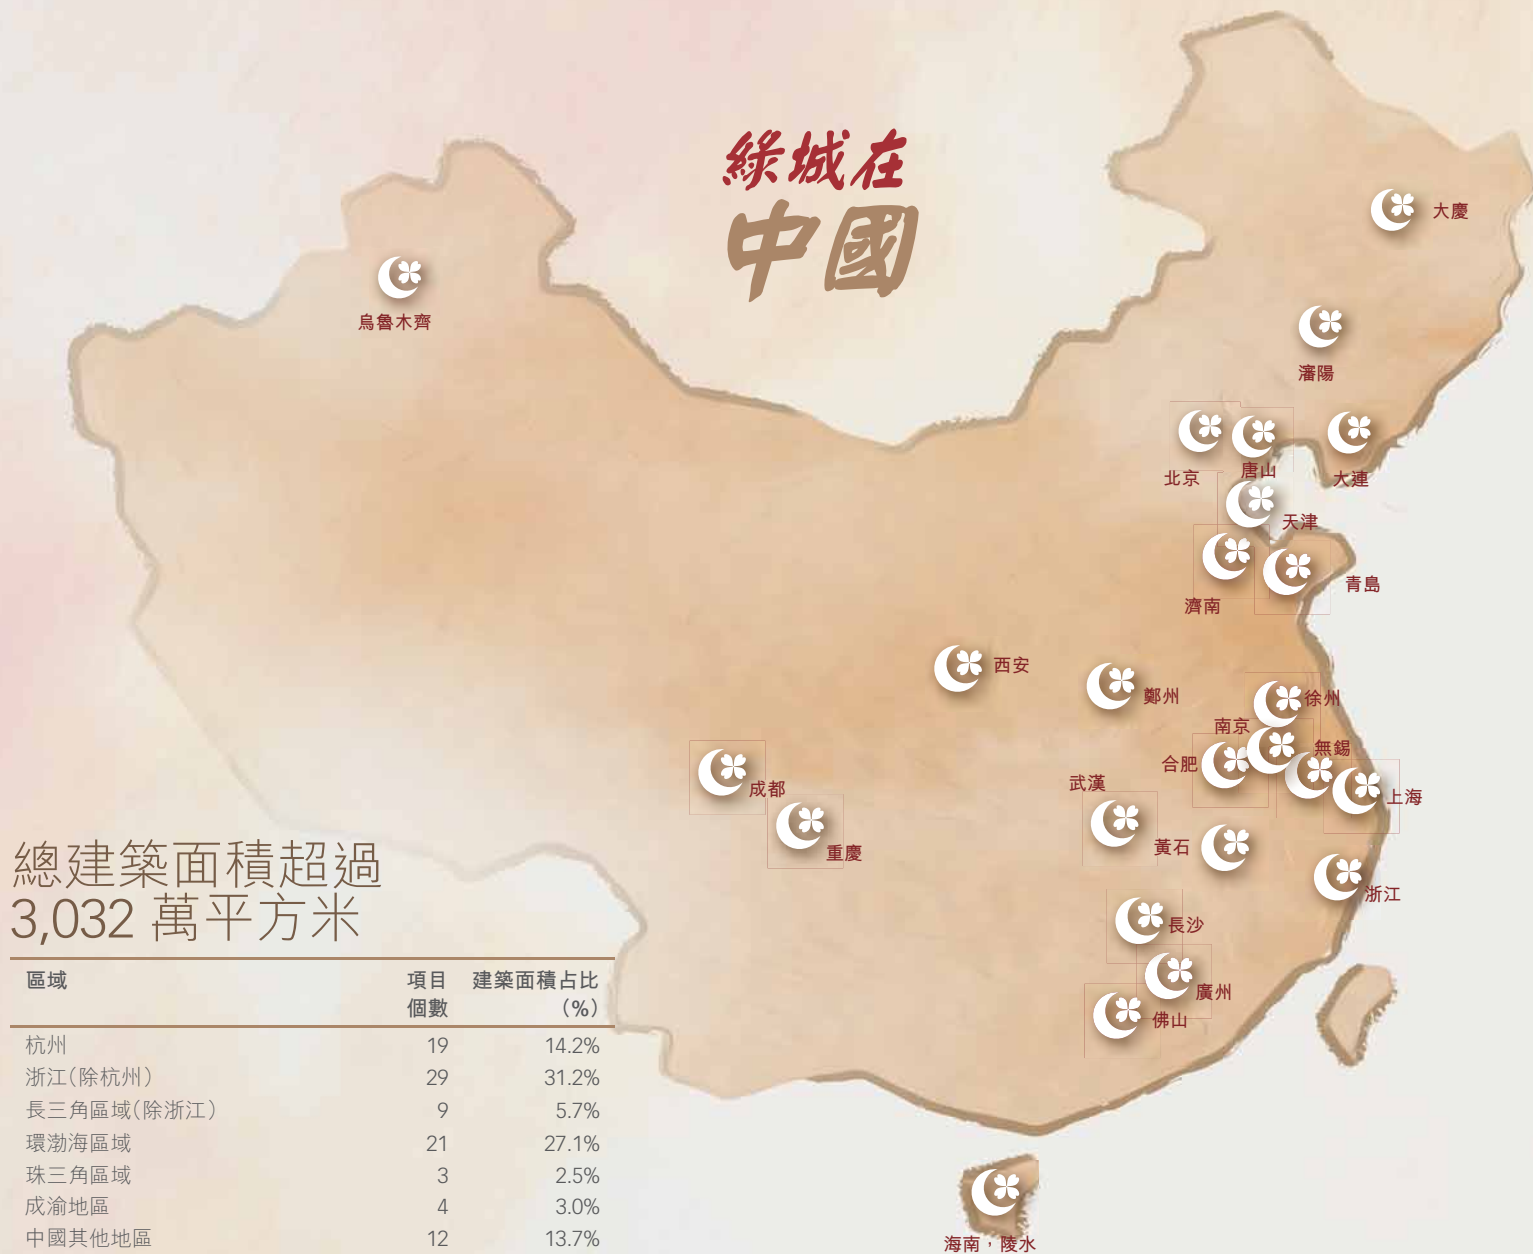 綠城在
中國
大慶
烏魯木齊
瀋陽
北京
唐山
大連
天津
濟南
青島
西安
鄭州
徐州
南京
無錫
合肥
上海
武漢
成都
重慶
黃石
浙江
長沙
廣州
佛山
海南，陵水
總建築面積超過
3,032 萬平方米
區域 項目個數 建築面積占比（%）
杭州 19 14.2%
浙江（除杭州） 29 31.2%
長三角區域（除浙江） 9 5.7%
環渤海區域 21 27.1%
珠三角區域 3 2.5%
成渝地區 4 3.0%
中國其他地區 12 13.7%